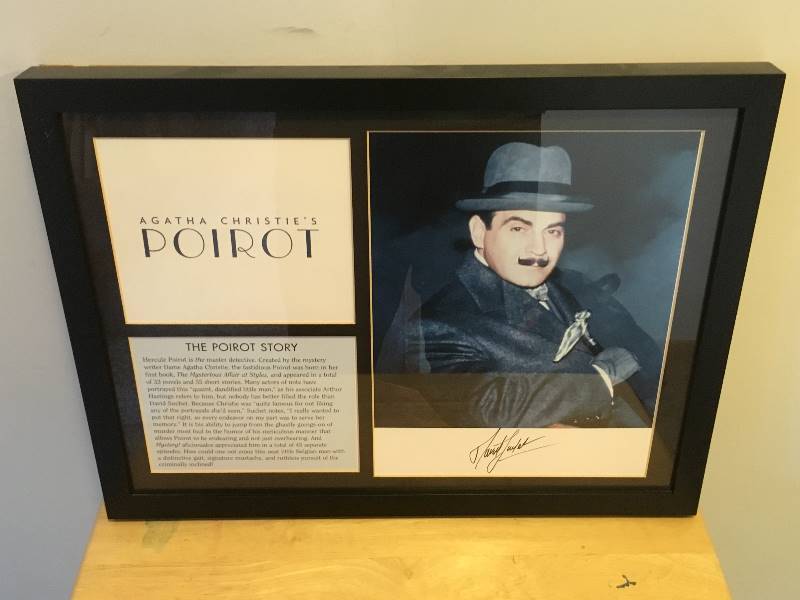 AGATHA CHRISTIE'S
POIROT
THE POIROT STORY
Hercule Poirot is the master detective. Created by the mystery
writer Dame Agatha Christie, the fastidious Poirot was born in her
first book, The Mysterious Affair at Styles, and appeared in a total
of 33 novels and 55 short stories. Many actors of note have
portrayed this "quaint, dandified little man," as his associate Arthur
Hastings refers to him, but nobody has better filled the role than
David Suchet. Because Christie was "quite famous for not liking
any of the portrayals she'd seen," Suchet notes, "I really wanted to
put that right, so every endeavor on my part was to serve her
memory." It is his ability to jump from the ghastly goings-on of
murder most foul to the humor of his meticulous manner that
allows Poirot to be endearing and not just overbearing. And
Mystery! aficionados appreciated him in a total of 45 separate
episodes. How could one not enjoy this neat little Belgian man with
a distinctive gait, signature mustache, and ruthless pursuit of the
criminally inclined?
David Suchet